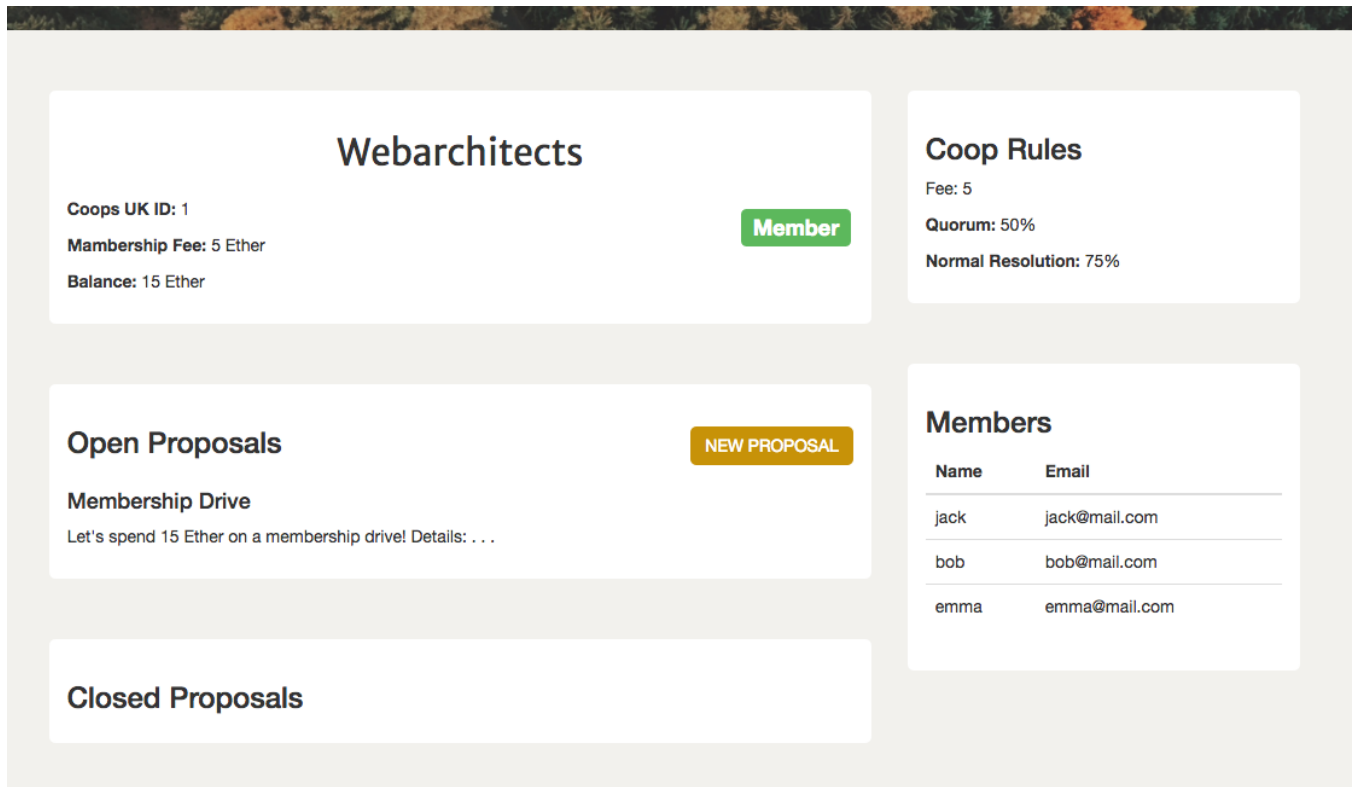 Webarchitects
Coops UK ID: 1
Mambership Fee: 5 Ether
Balance: 15 Ether
Member
Open Proposals
NEW PROPOSAL
Membership Drive
Let's spend 15 Ether on a membership drive! Details: . . .
Closed Proposals
Coop Rules
Fee: 5
Quorum: 50%
Normal Resolution: 75%
Members
Name Email
jack jack@mail.com
bob bob@mail.com
emma emma@mail.com